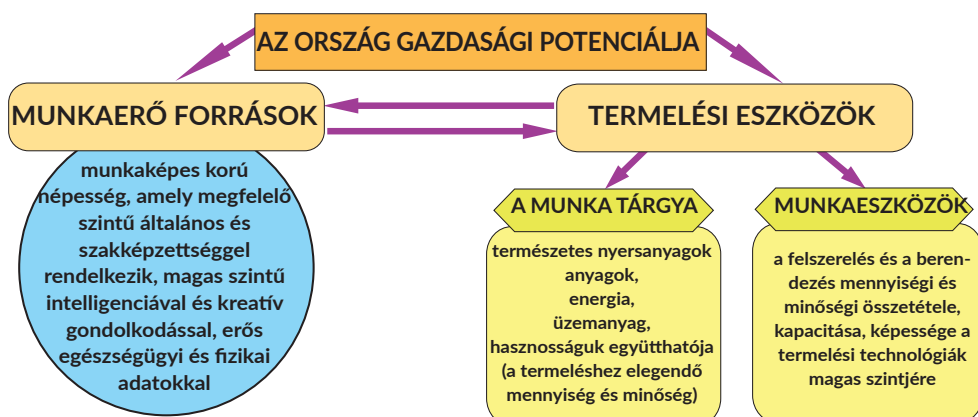 AZ ORSZÁG GAZDASÁGI POTENCIÁLJA
MUNKAERŐ FORRÁSOK
munkaképes korú
népesség, amely megfelelő
szintű általános és
szakképzettséggel
rendelkezik, magas szintű
intelligenciával és kreatív
gondolkodással, erős
egészségügyi és fizikai
adatokkal
TERMELÉSI ESZKÖZÖK
A MUNKA TÁRGYA
természetes nyersanyagok
anyagok,
energia,
üzemanyag,
hasznosságuk együtthatója
(a termeléshez elegendő
mennyiség és minőség)
MUNKAESZKÖZÖK
a felszerelés és a beren-
dezés mennyiségi és
minőségi összetétele,
kapacitása, képessége a
termelési technológiák
magas szintjére